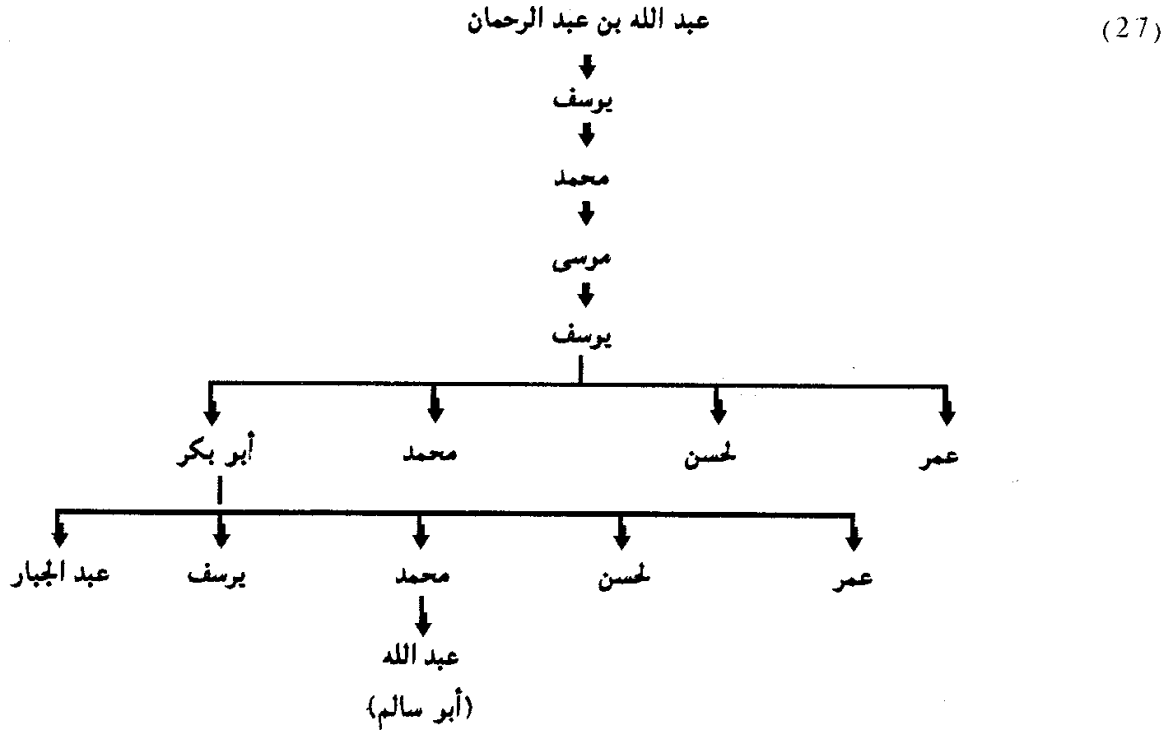 (27)
عبد الله بن عبد الرحمان
يوسف
محمد
موسى
يوسف
عمر لحسن محمد أبو بكر
عمر لحسن محمد يوسف عبد الجبار
عبد الله
(أبو سالم)